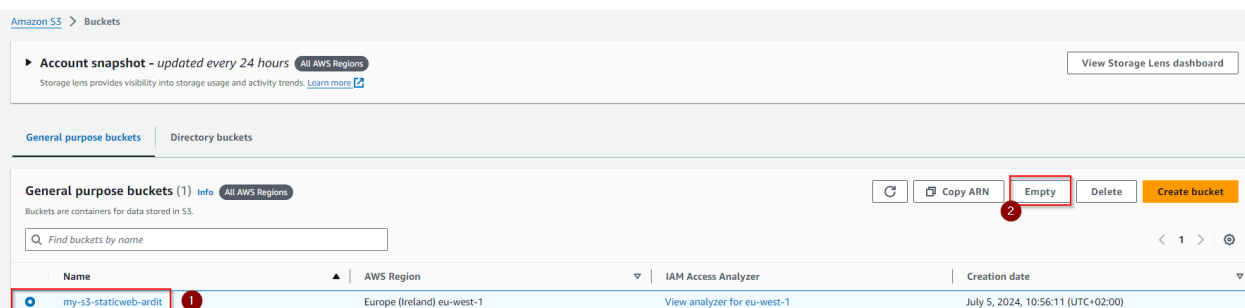 Amazon S3 > Buckets
Account snapshot - updated every 24 hours All AWS Regions
View Storage Lens dashboard
Storage lens provides visibility into storage usage and activity trends. Learn more
General purpose buckets Directory buckets
General purpose buckets (1) Info All AWS Regions
Copy ARN Empty Delete Create bucket
Buckets are containers for data stored in S3.
2
Find buckets by name
< 1 >
Name AWS Region IAM Access Analyzer Creation date
my-s3-staticweb-ardit 1 Europe (Ireland) eu-west-1 View analyzer for eu-west-1 July 5, 2024, 10:56:11 (UTC+02:00)